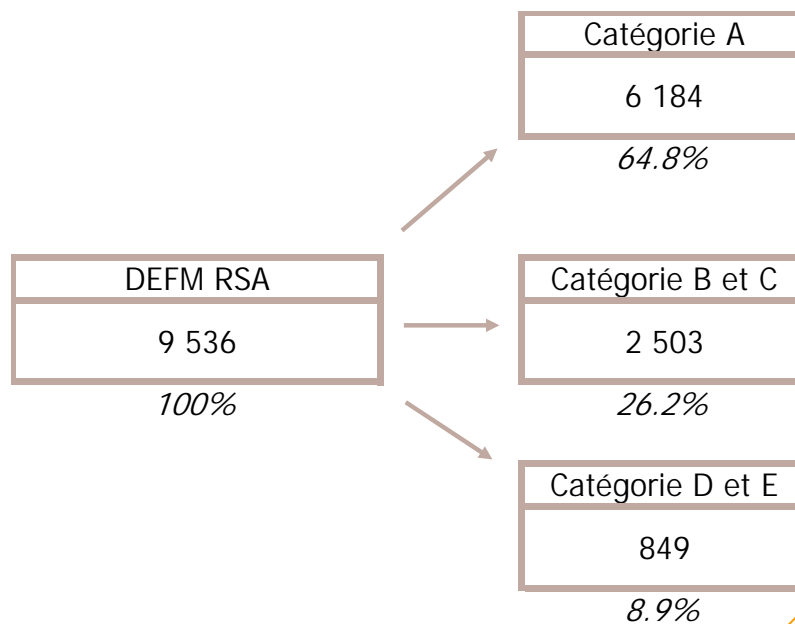 Catégorie A
6 184
64.8%
DEFM RSA
9 536
100%
Catégorie B et C
2 503
26.2%
Catégorie D et E
849
8.9%